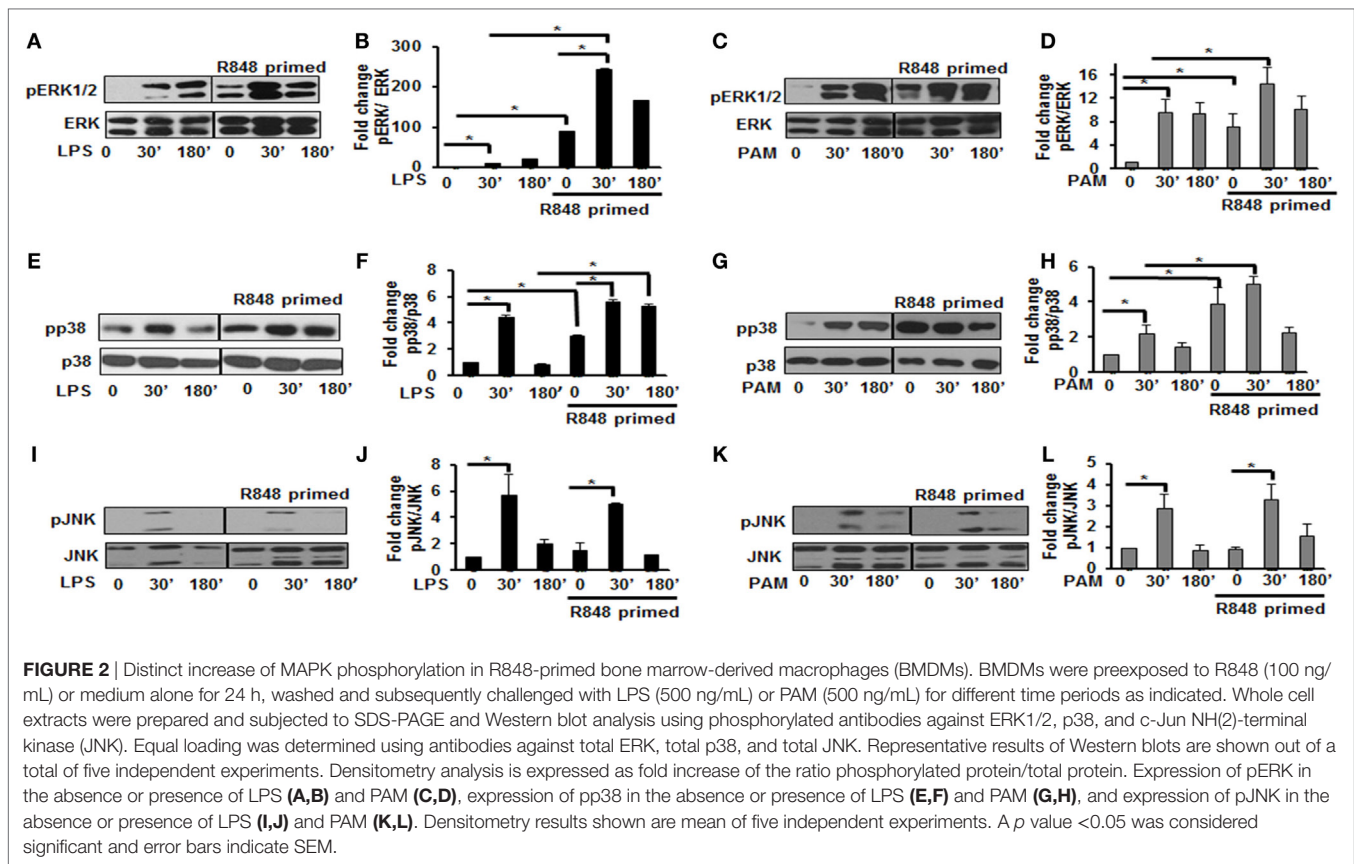 A
R848 primed
pERK1/2
ERK
LPS 0 30' 180' 0 30' 180'
B
Fold change
pERK/ ERK
300
200
100
0
*
*
*
*
LPS 0 30' 180' 0 30' 180'
R848 primed
C
R848 primed
pERK1/2
ERK
PAM 0 30' 180' 0 30' 180'
D
Fold change
pERK/ERK
16
12
8
4
0
*
*
*
PAM 0 30' 180' 0 30' 180'
R848 primed
E
R848 primed
pp38
p38
LPS 0 30' 180' 0 30' 180'
F
Fold change
pp38/p38
8
6
4
2
0
*
*
*
*
LPS 0 30' 180' 0 30' 180'
R848 primed
G
R848 primed
pp38
p38
PAM 0 30' 180' 0 30' 180'
H
Fold change
pp38/p38
6
4
2
0
*
*
*
PAM 0 30' 180' 0 30' 180'
R848 primed
I
R848 primed
pJNK
JNK
LPS 0 30' 180' 0 30' 180'
J
Fold change
pJNK/JNK
8
6
4
2
0
*
*
LPS 0 30' 180' 0 30' 180'
R848 primed
K
R848 primed
pJNK
JNK
PAM 0 30' 180' 0 30' 180'
L
Fold change
pJNK/JNK
5
4
3
2
1
0
*
*
PAM 0 30' 180' 0 30' 180'
R848 primed
FIGURE 2 | Distinct increase of MAPK phosphorylation in R848-primed bone marrow-derived macrophages (BMDMs). BMDMs were preexposed to R848 (100 ng/
mL) or medium alone for 24 h, washed and subsequently challenged with LPS (500 ng/mL) or PAM (500 ng/mL) for different time periods as indicated. Whole cell
extracts were prepared and subjected to SDS-PAGE and Western blot analysis using phosphorylated antibodies against ERK1/2, p38, and c-Jun NH(2)-terminal
kinase (JNK). Equal loading was determined using antibodies against total ERK, total p38, and total JNK. Representative results of Western blots are shown out of a
total of five independent experiments. Densitometry analysis is expressed as fold increase of the ratio phosphorylated protein/total protein. Expression of pERK in
the absence or presence of LPS (A,B) and PAM (C,D), expression of pp38 in the absence or presence of LPS (E,F) and PAM (G,H), and expression of pJNK in the
absence or presence of LPS (I,J) and PAM (K,L). Densitometry results shown are mean of five independent experiments. A p value <0.05 was considered
significant and error bars indicate SEM.